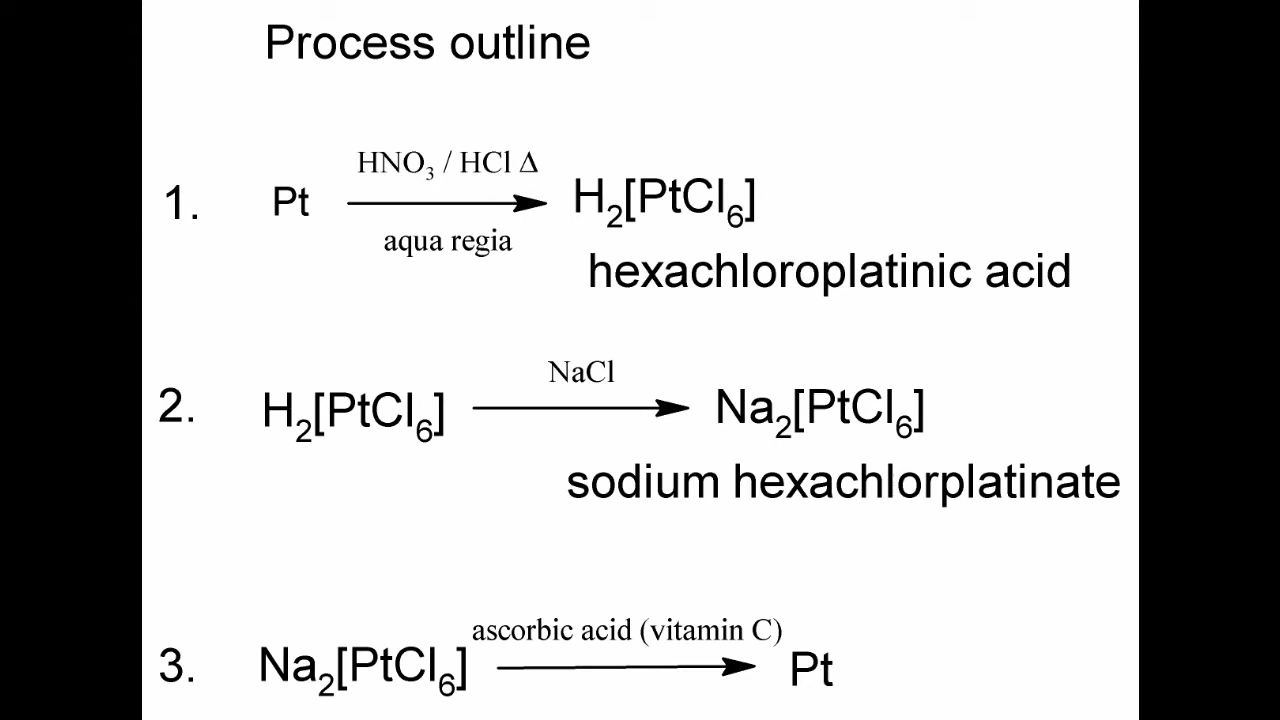 Process outline
HNO₃ / HCl Δ
1. Pt H₂[PtCl₆]
aqua regia
hexachloroplatinic acid
NaCl
2. H₂[PtCl₆] Na₂[PtCl₆]
sodium hexachlorplatinate
ascorbic acid (vitamin C)
3. Na₂[PtCl₆] Pt